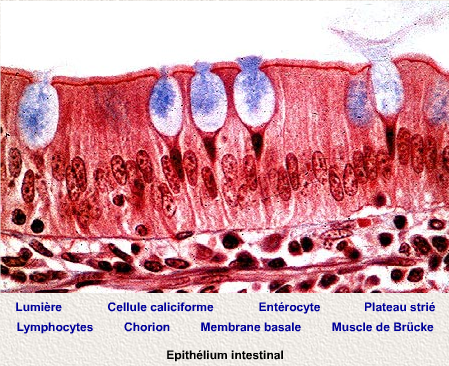 Lumière Cellule caliciforme Entérocyte Plateau strié
Lymphocytes Chorion Membrane basale Muscle de Brücke
Epithélium intestinal